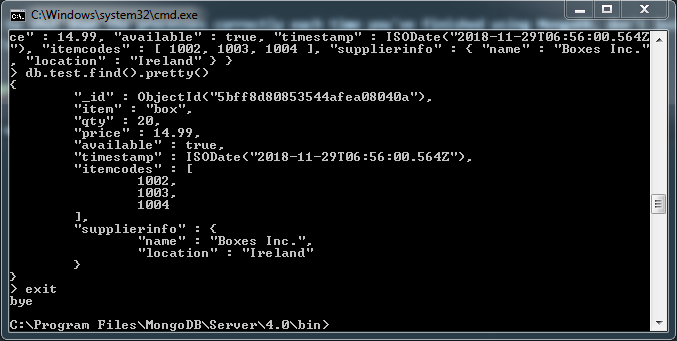 C:\Windows\system32\cmd.exe
ce" : 14.99, "available" : true, "timestamp" : ISODate("2018-11-29T06:56:00.564Z
"), "itemcodes" : [ 1002, 1003, 1004 ], "supplierinfo" : { "name" : "Boxes Inc."
, "location" : "Ireland" } }
> db.test.find().pretty()
{
"_id" : ObjectId("5bff8d80853544afea08040a"),
"item" : "box",
"qty" : 20,
"price" : 14.99,
"available" : true,
"timestamp" : ISODate("2018-11-29T06:56:00.564Z"),
"itemcodes" : [
1002,
1003,
1004
],
"supplierinfo" : {
"name" : "Boxes Inc.",
"location" : "Ireland"
}
}
> exit
bye
C:\Program Files\MongoDB\Server\4.0\bin>